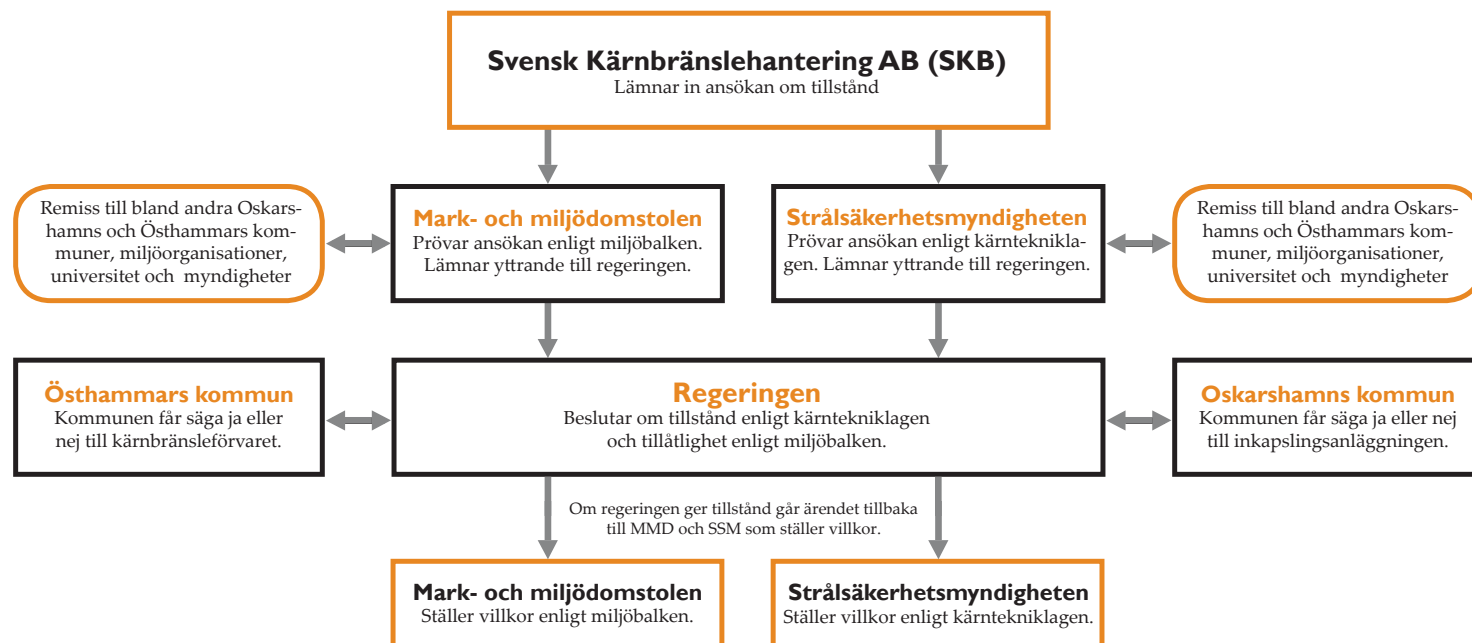 Svensk Kärnbränslehantering AB (SKB)
Lämnar in ansökan om tillstånd
Remiss till bland andra Oskars-
hamns och Östhammars kom-
muner, miljöorganisationer,
universitet och myndigheter
Mark- och miljödomstolen
Prövar ansökan enligt miljöbalken.
Lämnar yttrande till regeringen.
Strålsäkerhetsmyndigheten
Prövar ansökan enligt kärntekniklа-
gen. Lämnar yttrande till regeringen.
Remiss till bland andra Oskars-
hamns och Östhammars kom-
muner, miljöorganisationer,
universitet och myndigheter
Östhammars kommun
Kommunen får säga ja eller
nej till kärnbränsleförvaret.
Regeringen
Beslutar om tillstånd enligt kärntekniklagen
och tillåtlighet enligt miljöbalken.
Oskarshamns kommun
Kommunen får säga ja eller nej
till inkapslingsanläggningen.
Om regeringen ger tillstånd går ärendet tillbaka
till MMD och SSM som ställer villkor.
Mark- och miljödomstolen
Ställer villkor enligt miljöbalken.
Strålsäkerhetsmyndigheten
Ställer villkor enligt kärntekniklagen.